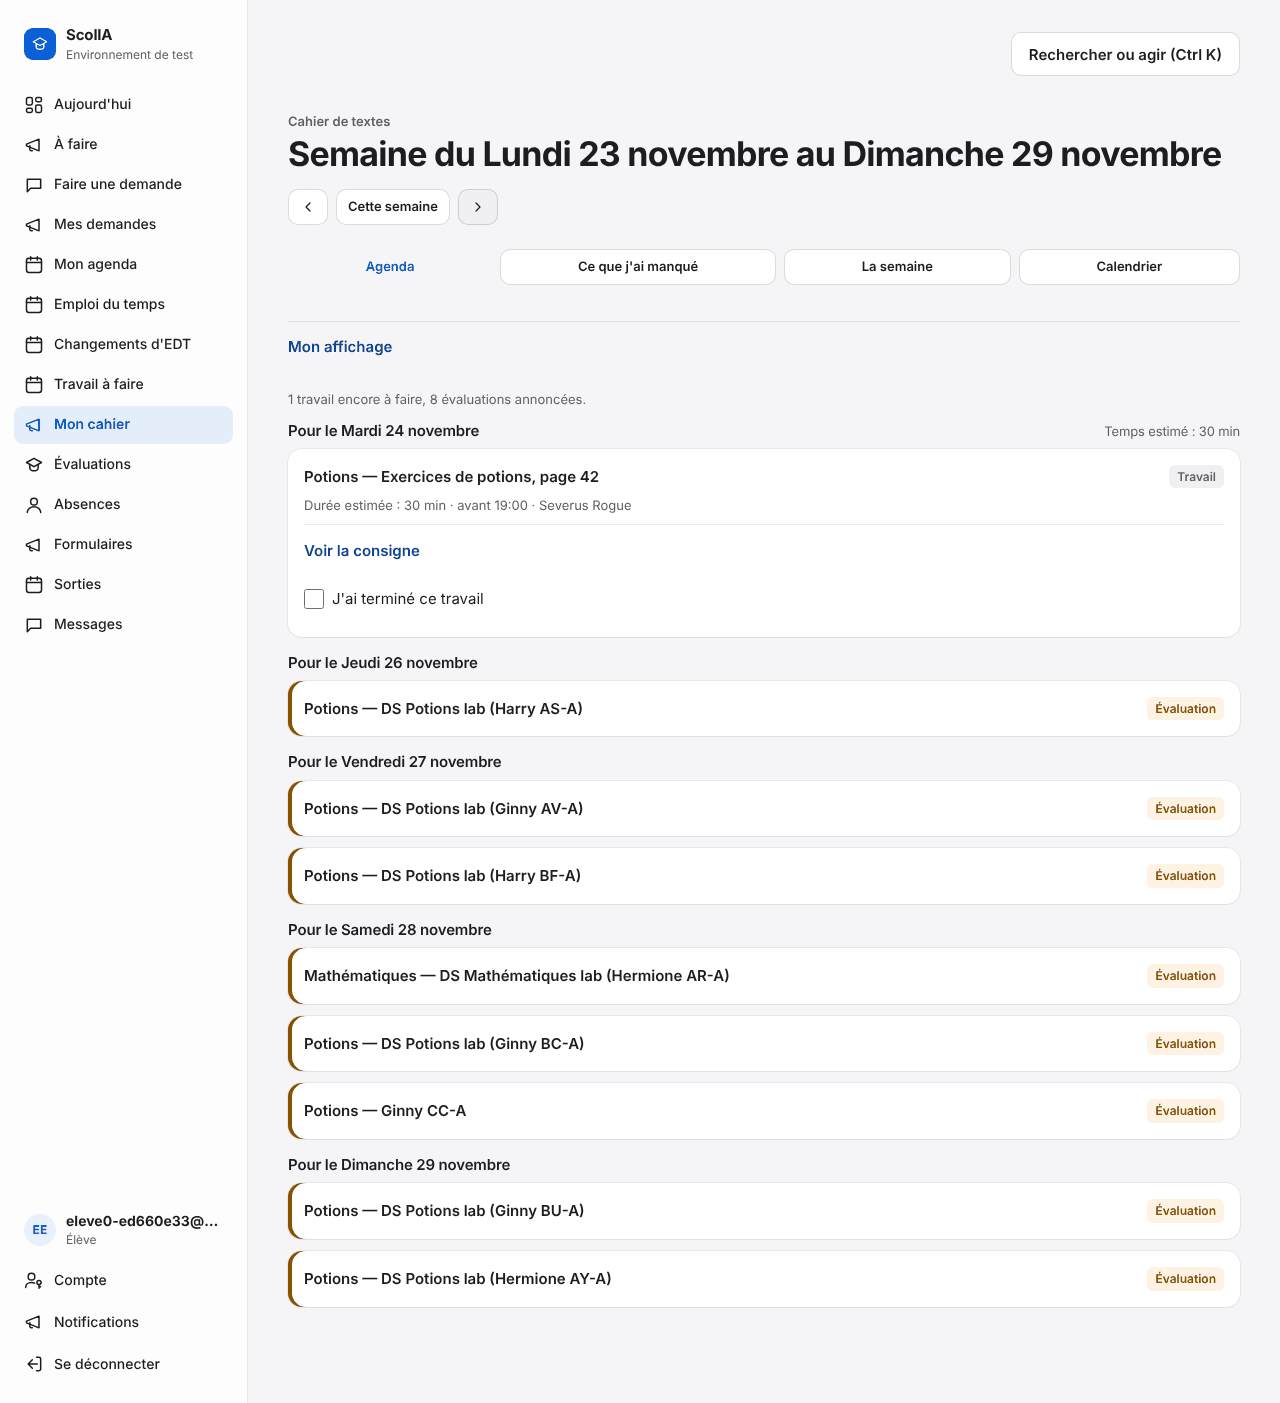 ScolIA
Environnement de test
Aujourd'hui
À faire
Faire une demande
Mes demandes
Mon agenda
Emploi du temps
Changements d'EDT
Travail à faire
Mon cahier
Évaluations
Absences
Formulaires
Sorties
Messages
EE
eleve0-ed660e33@...
Élève
Compte
Notifications
Se déconnecter
Rechercher ou agir (Ctrl K)
Cahier de textes
Semaine du Lundi 23 novembre au Dimanche 29 novembre
Cette semaine
Agenda
Ce que j'ai manqué
La semaine
Calendrier
Mon affichage
1 travail encore à faire, 8 évaluations annoncées.
Pour le Mardi 24 novembre
Temps estimé : 30 min
Potions — Exercices de potions, page 42
Travail
Durée estimée : 30 min · avant 19:00 · Severus Rogue
Voir la consigne
J'ai terminé ce travail
Pour le Jeudi 26 novembre
Potions — DS Potions lab (Harry AS-A)
Évaluation
Pour le Vendredi 27 novembre
Potions — DS Potions lab (Ginny AV-A)
Évaluation
Potions — DS Potions lab (Harry BF-A)
Évaluation
Pour le Samedi 28 novembre
Mathématiques — DS Mathématiques lab (Hermione AR-A)
Évaluation
Potions — DS Potions lab (Ginny BC-A)
Évaluation
Potions — Ginny CC-A
Évaluation
Pour le Dimanche 29 novembre
Potions — DS Potions lab (Ginny BU-A)
Évaluation
Potions — DS Potions lab (Hermione AY-A)
Évaluation